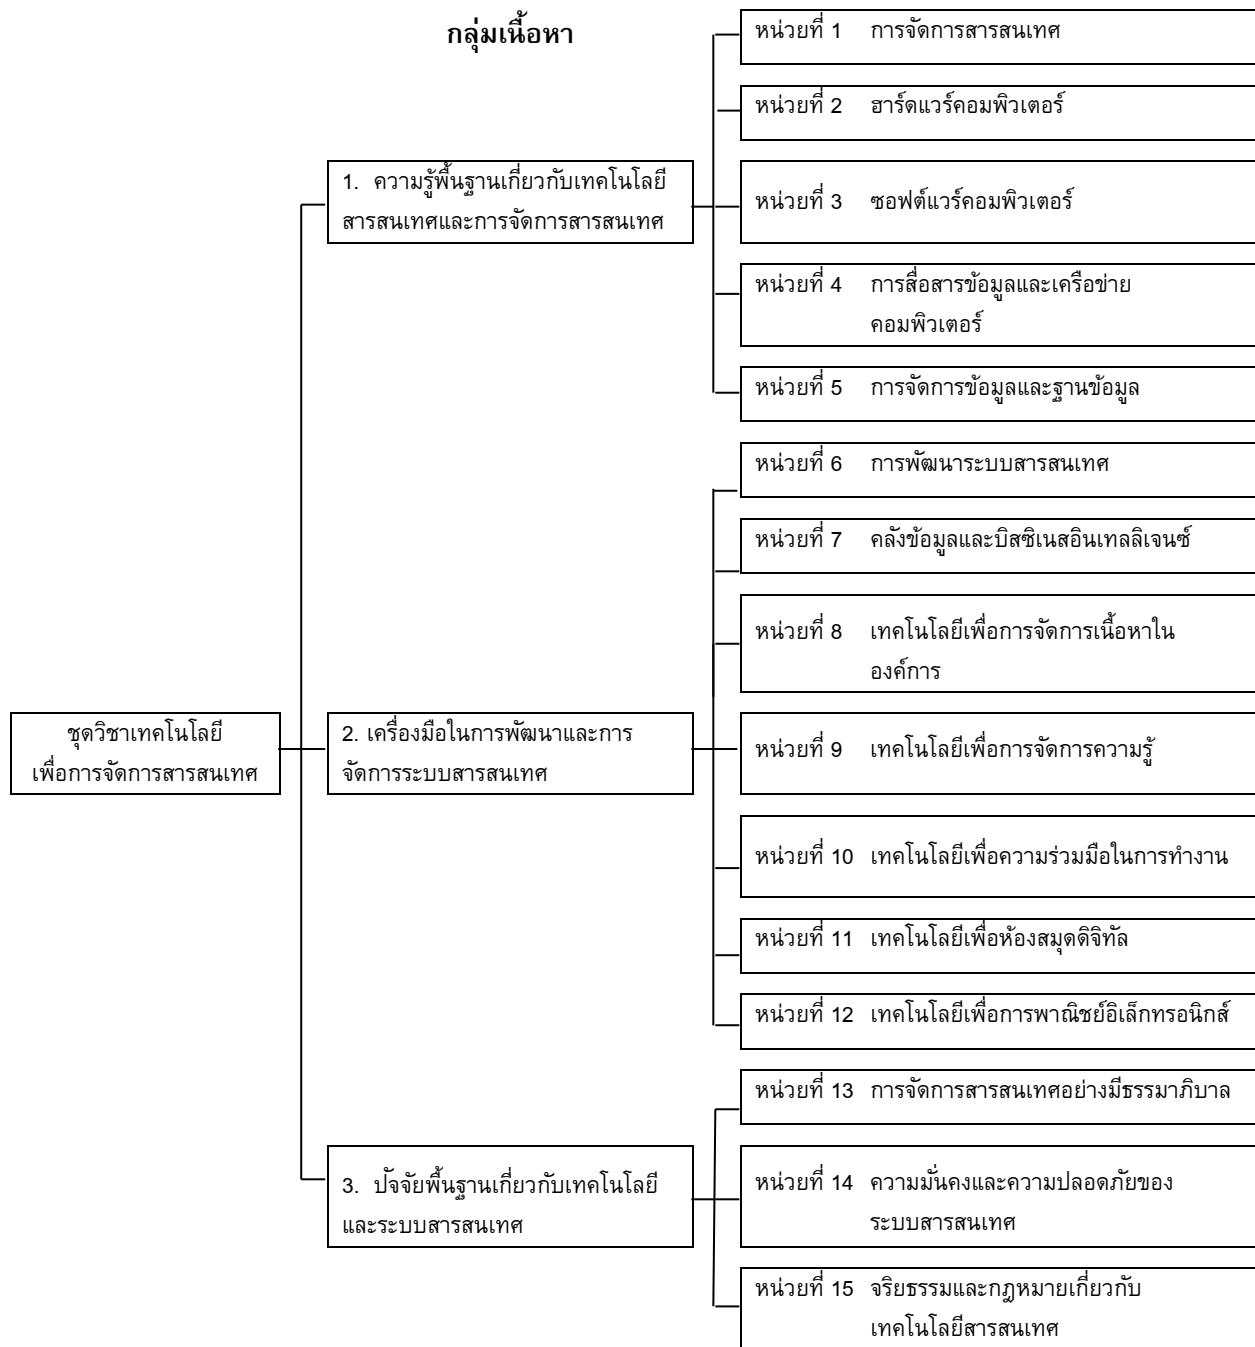 กลุ่มเนื้อหา
หน่วยที่ 1 การจัดการสารสนเทศ
หน่วยที่ 2 ฮาร์ดแวร์คอมพิวเตอร์
1. ความรู้พื้นฐานเกี่ยวกับเทคโนโลยี
สารสนเทศและการจัดการสารสนเทศ
หน่วยที่ 3 ซอฟต์แวร์คอมพิวเตอร์
หน่วยที่ 4 การสื่อสารข้อมูลและเครือข่าย
คอมพิวเตอร์
หน่วยที่ 5 การจัดการข้อมูลและฐานข้อมูล
หน่วยที่ 6 การพัฒนาระบบสารสนเทศ
หน่วยที่ 7 คลังข้อมูลและบิสซิเนสอินเทลลิเจนซ์
หน่วยที่ 8 เทคโนโลยีเพื่อการจัดการเนื้อหาใน
องค์การ
ชุดวิชาเทคโนโลยี
เพื่อการจัดการสารสนเทศ
2. เครื่องมือในการพัฒนาและการ
จัดการระบบสารสนเทศ
หน่วยที่ 9 เทคโนโลยีเพื่อการจัดการความรู้
หน่วยที่ 10 เทคโนโลยีเพื่อความร่วมมือในการทำงาน
หน่วยที่ 11 เทคโนโลยีเพื่อห้องสมุดดิจิทัล
หน่วยที่ 12 เทคโนโลยีเพื่อการพาณิชย์อิเล็กทรอนิกส์
หน่วยที่ 13 การจัดการสารสนเทศอย่างมีธรรมาภิบาล
3. ปัจจัยพื้นฐานเกี่ยวกับเทคโนโลยี
และระบบสารสนเทศ
หน่วยที่ 14 ความมั่นคงและความปลอดภัยของ
ระบบสารสนเทศ
หน่วยที่ 15 จริยธรรมและกฎหมายเกี่ยวกับ
เทคโนโลยีสารสนเทศ